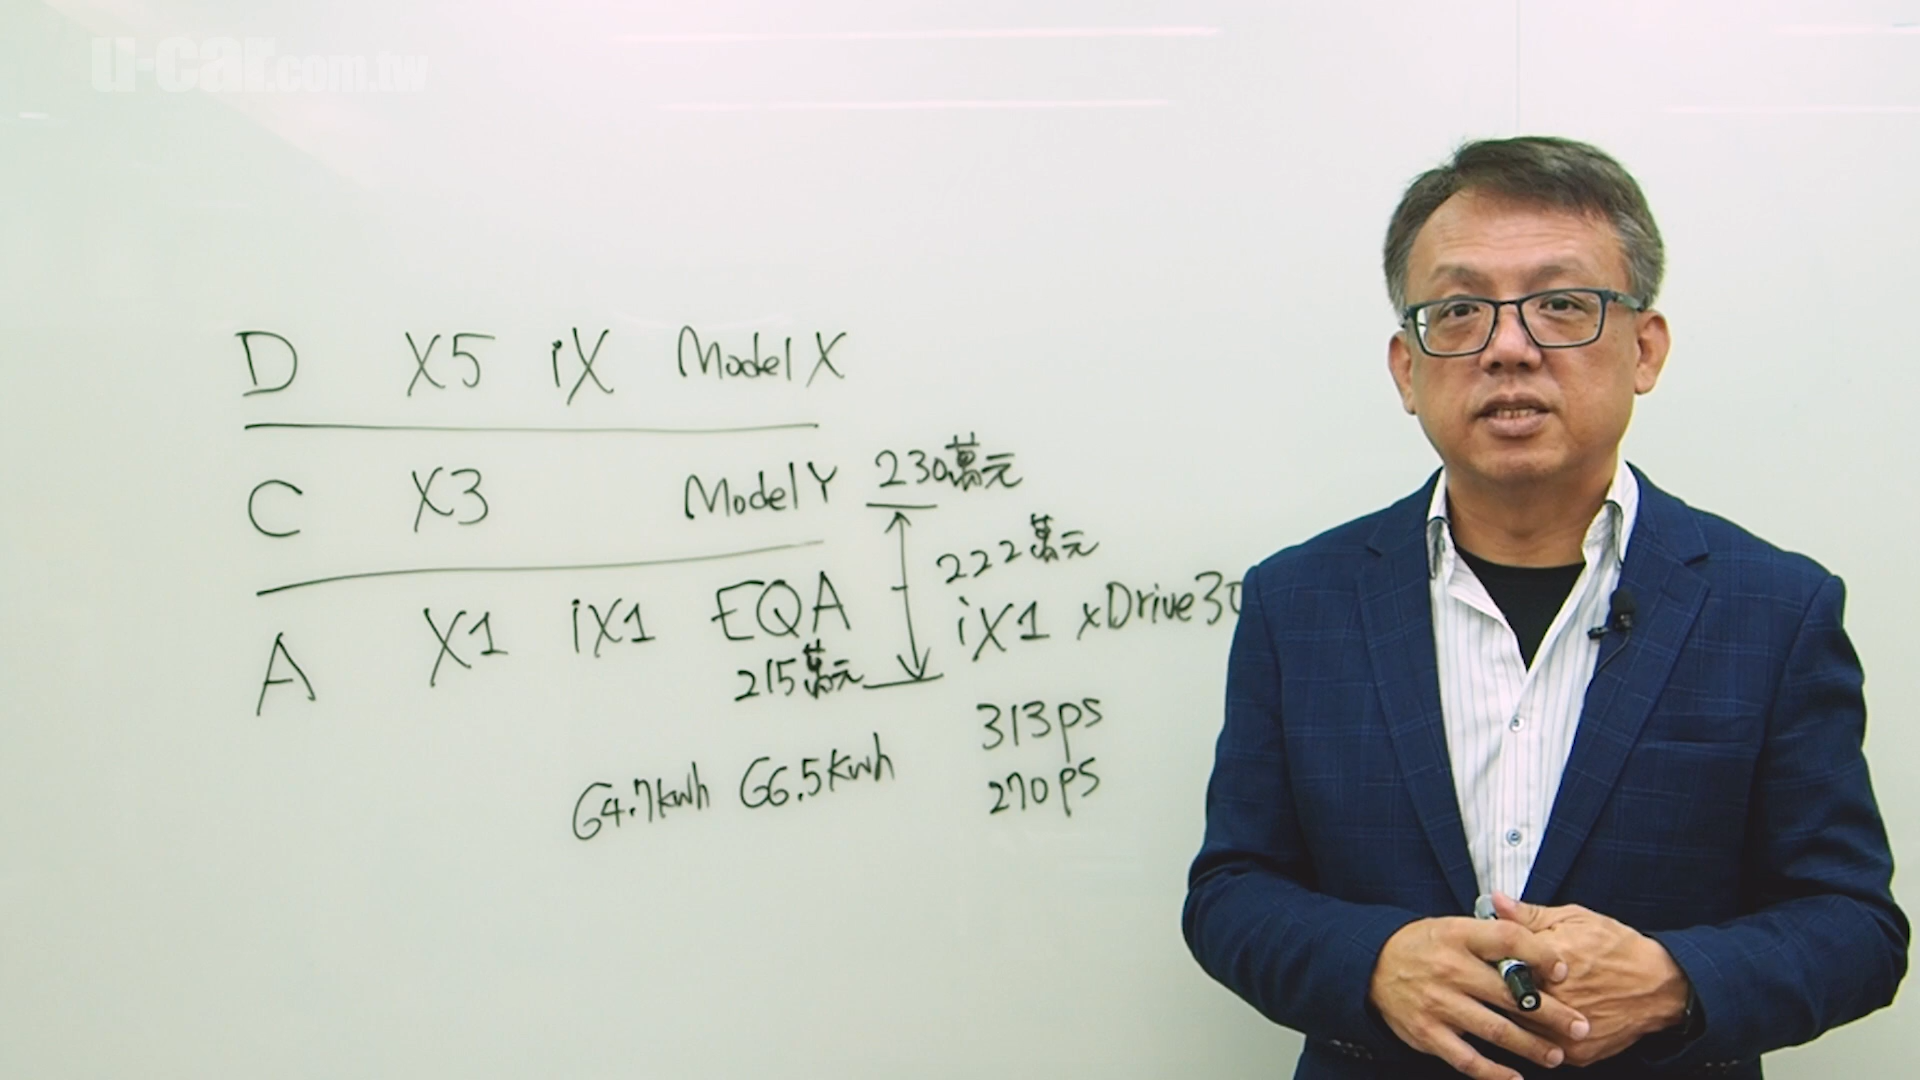 u-car.com.tw
D X5 iX Model X
C X3 Model Y 230萬元
222萬元
A X1 iX1 EQA iX1 xDrive30
215萬元
313ps
64.7kwh 66.5kwh 270ps